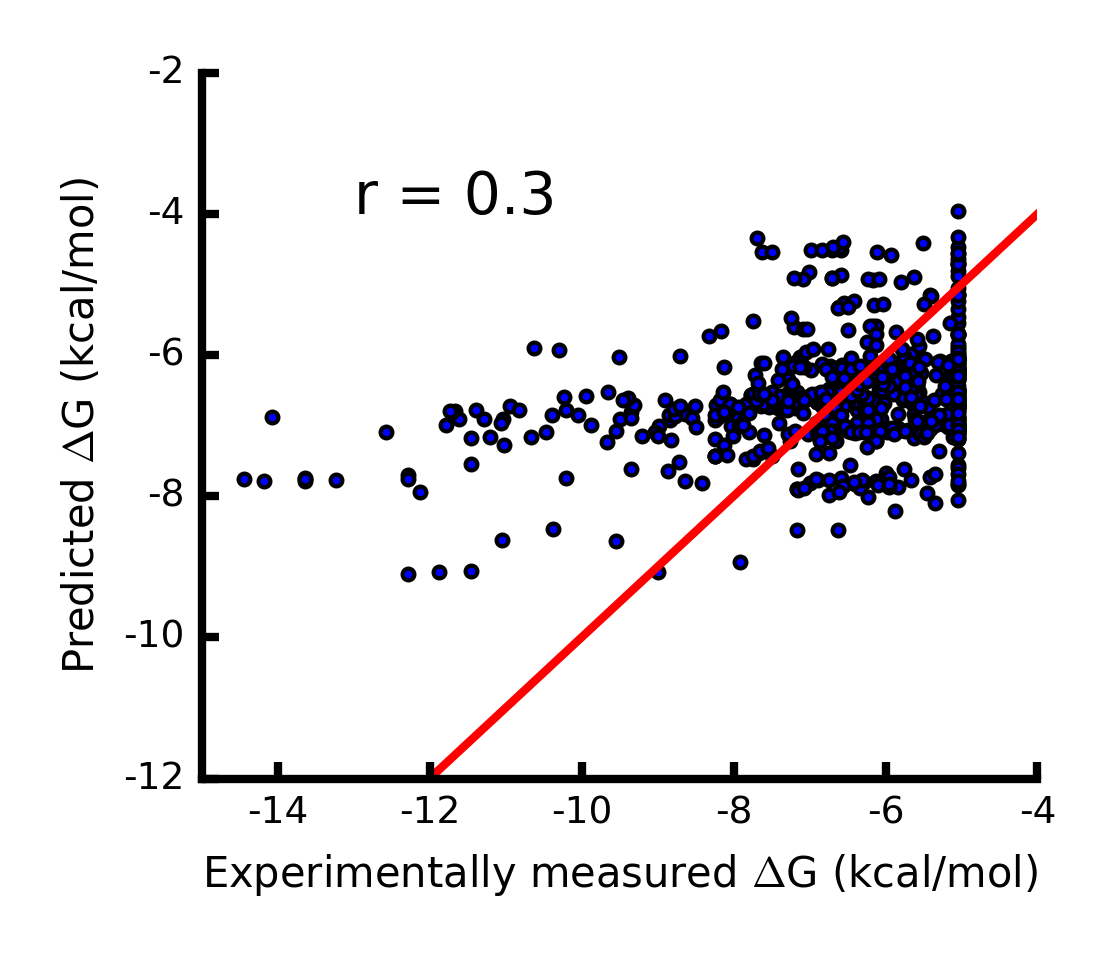 -2
r = 0.3
-4
-6
-8
-10
-12
Predicted ΔG (kcal/mol)
-14 -12 -10 -8 -6 -4
Experimentally measured ΔG (kcal/mol)